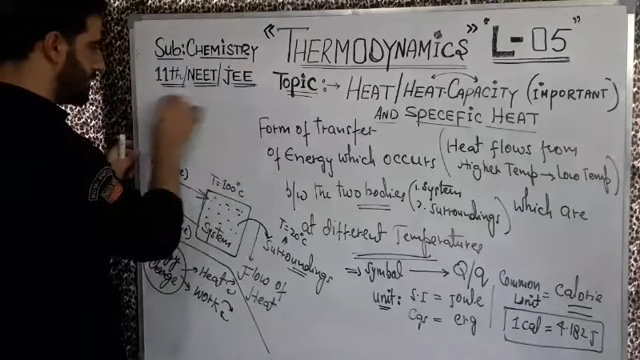 Sub: CHEMISTRY
11th/NEET/JEE
"THERMODYNAMICS" "L-05"
Topic:→ HEAT/HEAT-CAPACITY (IMPORTANT)
AND SPECEFIC HEAT
Form of Transfer
of Energy which occurs (Heat flows from Higher Temp → Low Temp)
b/w The two bodies (1. System 2. Surroundings) which are
at different Temperatures
T=100°C
System
T=20°C
Surroundings
Flow of
Heat
Change
→ Heat
→ Work
⇒ Symbol → Q/q
unit: S.I = Joule
Cgs = erg
Common unit = calorie
1 cal = 4.182 J